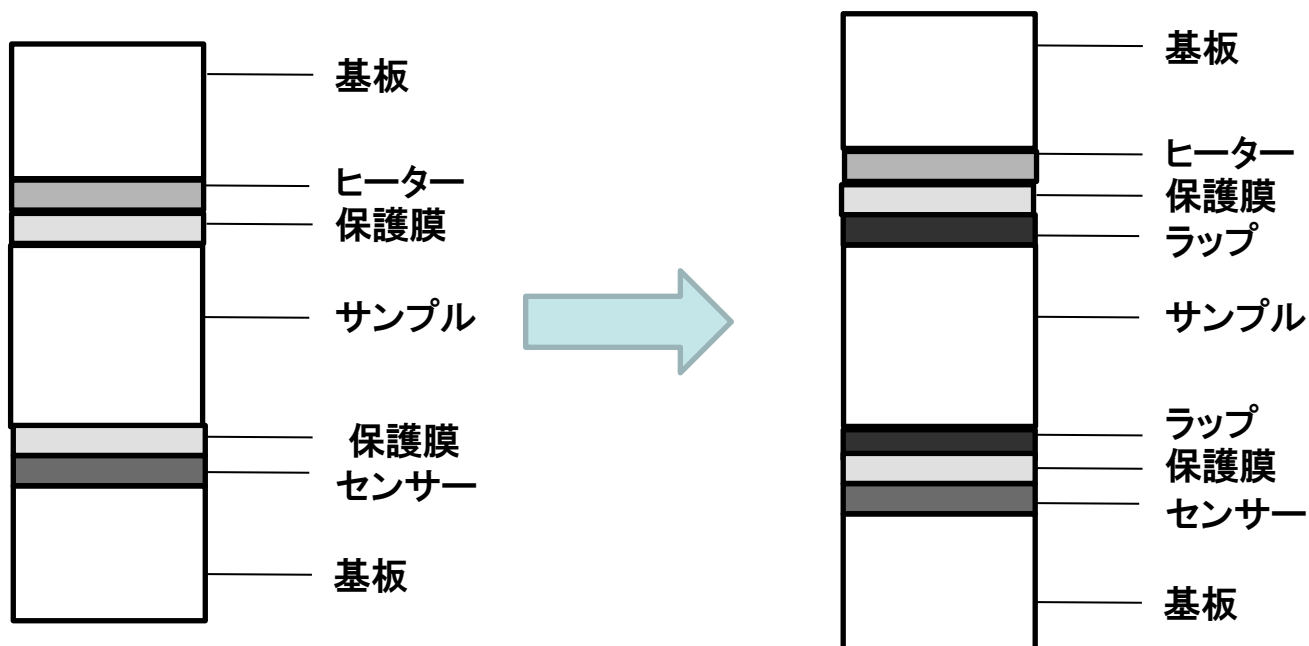 基板
ヒーター
保護膜
サンプル
保護膜
センサー
基板
基板
ヒーター
保護膜
ラップ
サンプル
ラップ
保護膜
センサー
基板